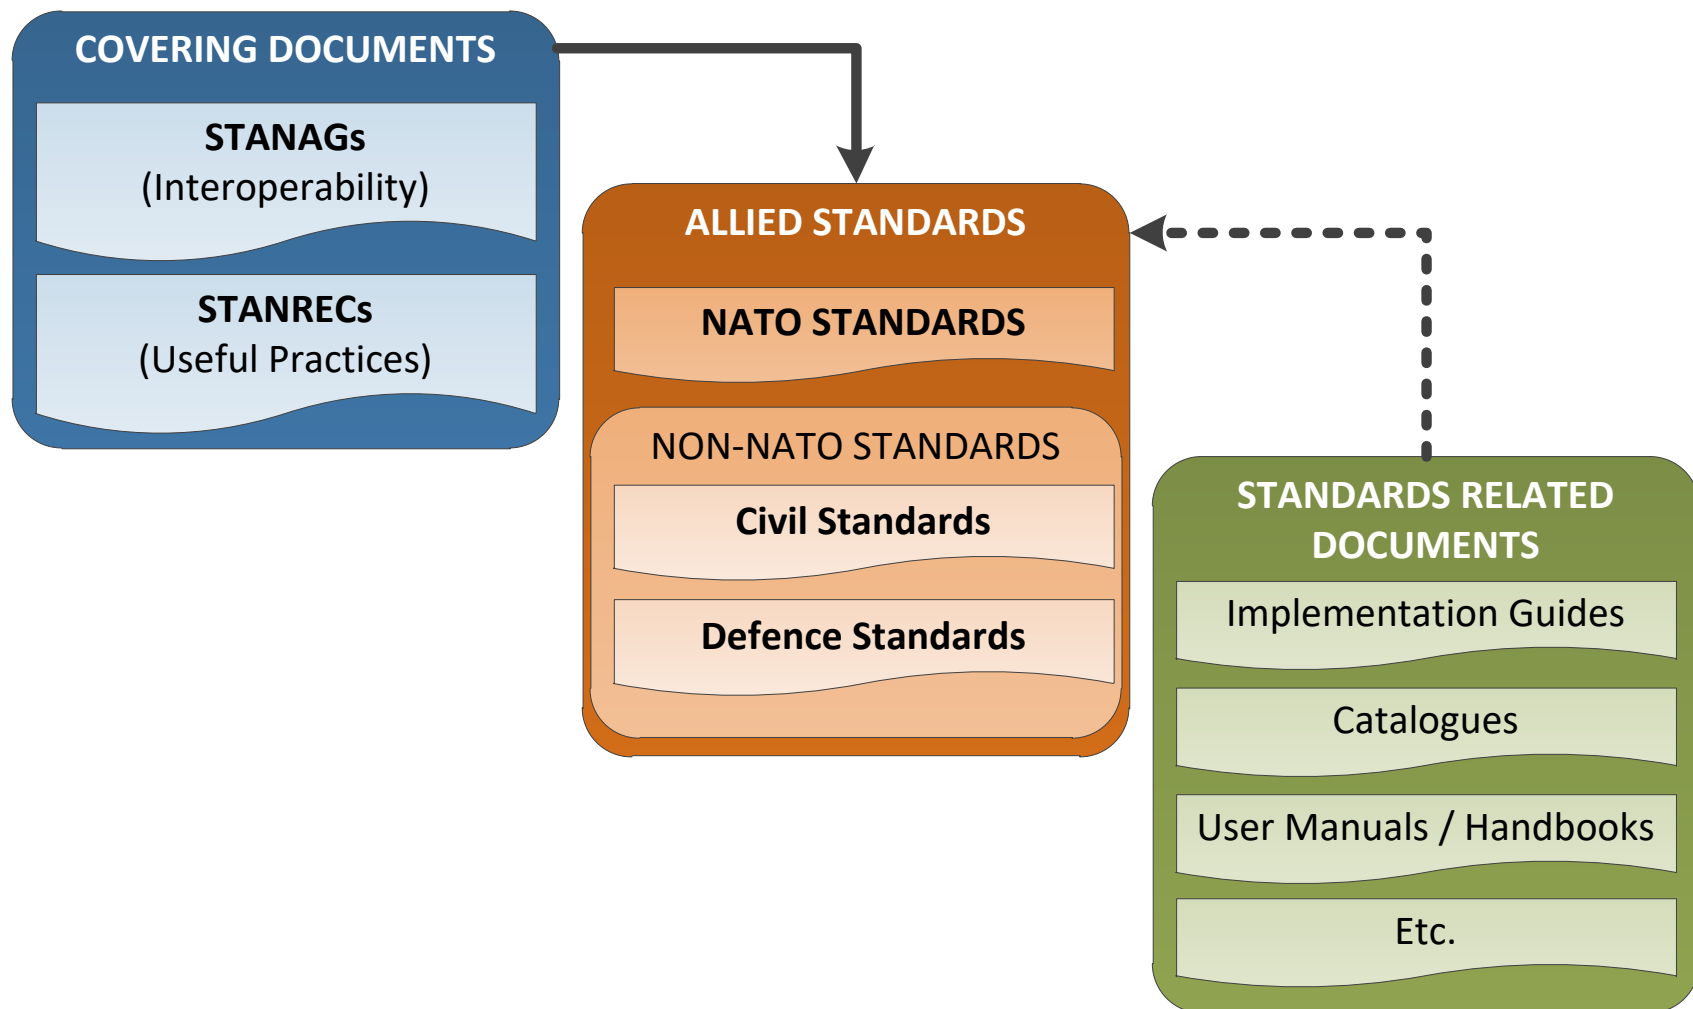 COVERING DOCUMENTS
STANAGs
(Interoperability)
STANRECs
(Useful Practices)
ALLIED STANDARDS
NATO STANDARDS
NON-NATO STANDARDS
Civil Standards
Defence Standards
STANDARDS RELATED
DOCUMENTS
Implementation Guides
Catalogues
User Manuals / Handbooks
Etc.